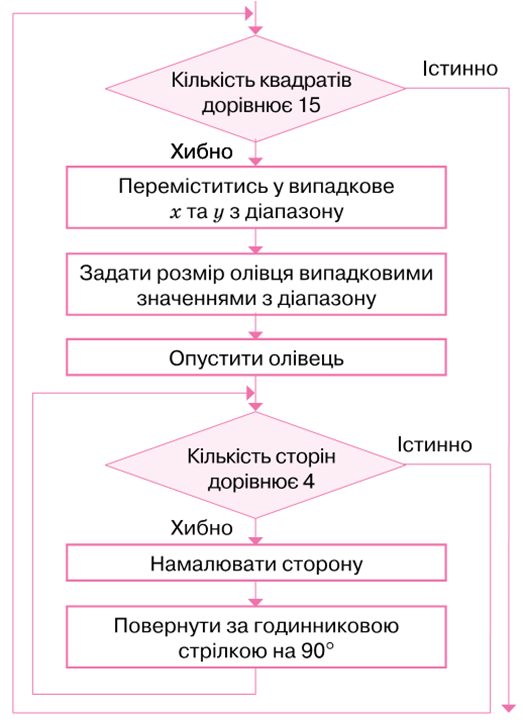 Кількість квадратів
дорівнює 15
Істинно
Хибно
Переміститись у випадкове
x та y з діапазону
Задати розмір олівця випадковими
значеннями з діапазону
Опустити олівець
Кількість сторін
дорівнює 4
Істинно
Хибно
Намалювати сторону
Повернути за годинниковою
стрілкою на 90°